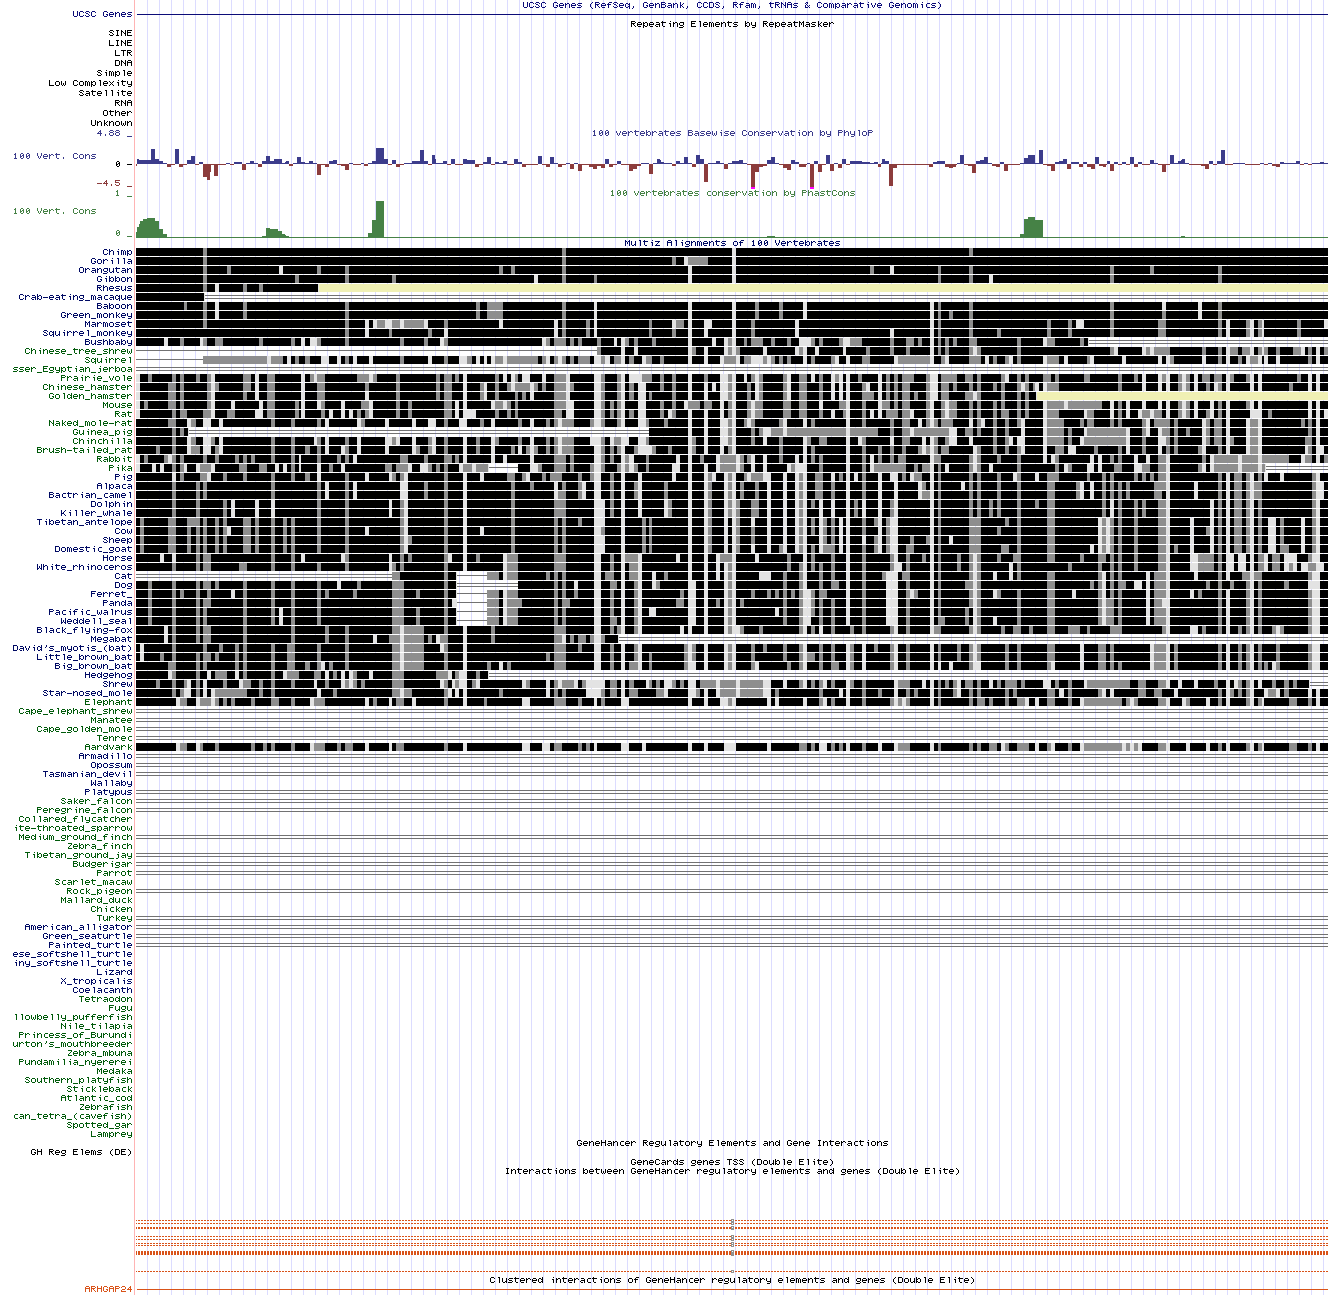 UCSC Genes (RefSeq, GenBank, CCDS, Rfam, tRNAs & Comparative Genomics)
UCSC Genes
Repeating Elements by RepeatMasker
SINE
LINE
LTR
DNA
Simple
Low Complexity
Satellite
RNA
Other
Unknown
4.88 _
100 vertebrates Basewise Conservation by PhyloP
100 Vert. Cons
0 _
-4.5 _
100 vertebrates conservation by PhastCons
1 _
100 Vert. Cons
0 _
Multiz Alignments of 100 Vertebrates
Chimp
Gorilla
Orangutan
Gibbon
Rhesus
Crab-eating_macaque
Baboon
Green_monkey
Marmoset
Squirrel_monkey
Bushbaby
Chinese_tree_shrew
Squirrel
sser_Egyptian_jerboa
Prairie_vole
Chinese_hamster
Golden_hamster
Mouse
Rat
Naked_mole-rat
Guinea_pig
Chinchilla
Brush-tailed_rat
Rabbit
Pika
Pig
Alpaca
Bactrian_camel
Dolphin
Killer_whale
Tibetan_antelope
Cow
Sheep
Domestic_goat
Horse
White_rhinoceros
Cat
Dog
Ferret_
Panda
Pacific_walrus
Weddell_seal
Black_flying-fox
Megabat
David's_myotis_(bat)
Little_brown_bat
Big_brown_bat
Hedgehog
Shrew
Star-nosed_mole
Elephant
Cape_elephant_shrew
Manatee
Cape_golden_mole
Tenrec
Aardvark
Armadillo
Opossum
Tasmanian_devil
Wallaby
Platypus
Saker_falcon
Peregrine_falcon
Collared_flycatcher
ite-throated_sparrow
Medium_ground_finch
Zebra_finch
Tibetan_ground_jay
Budgerigar
Parrot
Scarlet_macaw
Rock_pigeon
Mallard_duck
Chicken
Turkey
American_alligator
Green_seaturtle
Painted_turtle
ese_softshell_turtle
iny_softshell_turtle
Lizard
X_tropicalis
Coelacanth
Tetraodon
Fugu
llowbelly_pufferfish
Nile_tilapia
Princess_of_Burundi
urton's_mouthbreeder
Zebra_mbuna
Pundamilia_nyererei
Medaka
Southern_platyfish
Stickleback
Atlantic_cod
Zebrafish
can_tetra_(cavefish)
Spotted_gar
Lamprey
GeneHancer Regulatory Elements and Gene Interactions
GH Reg Elems (DE)
GeneCards genes TSS (Double Elite)
Interactions between GeneHancer regulatory elements and genes (Double Elite)
Clustered interactions of GeneHancer regulatory elements and genes (Double Elite)
ARHGAP24